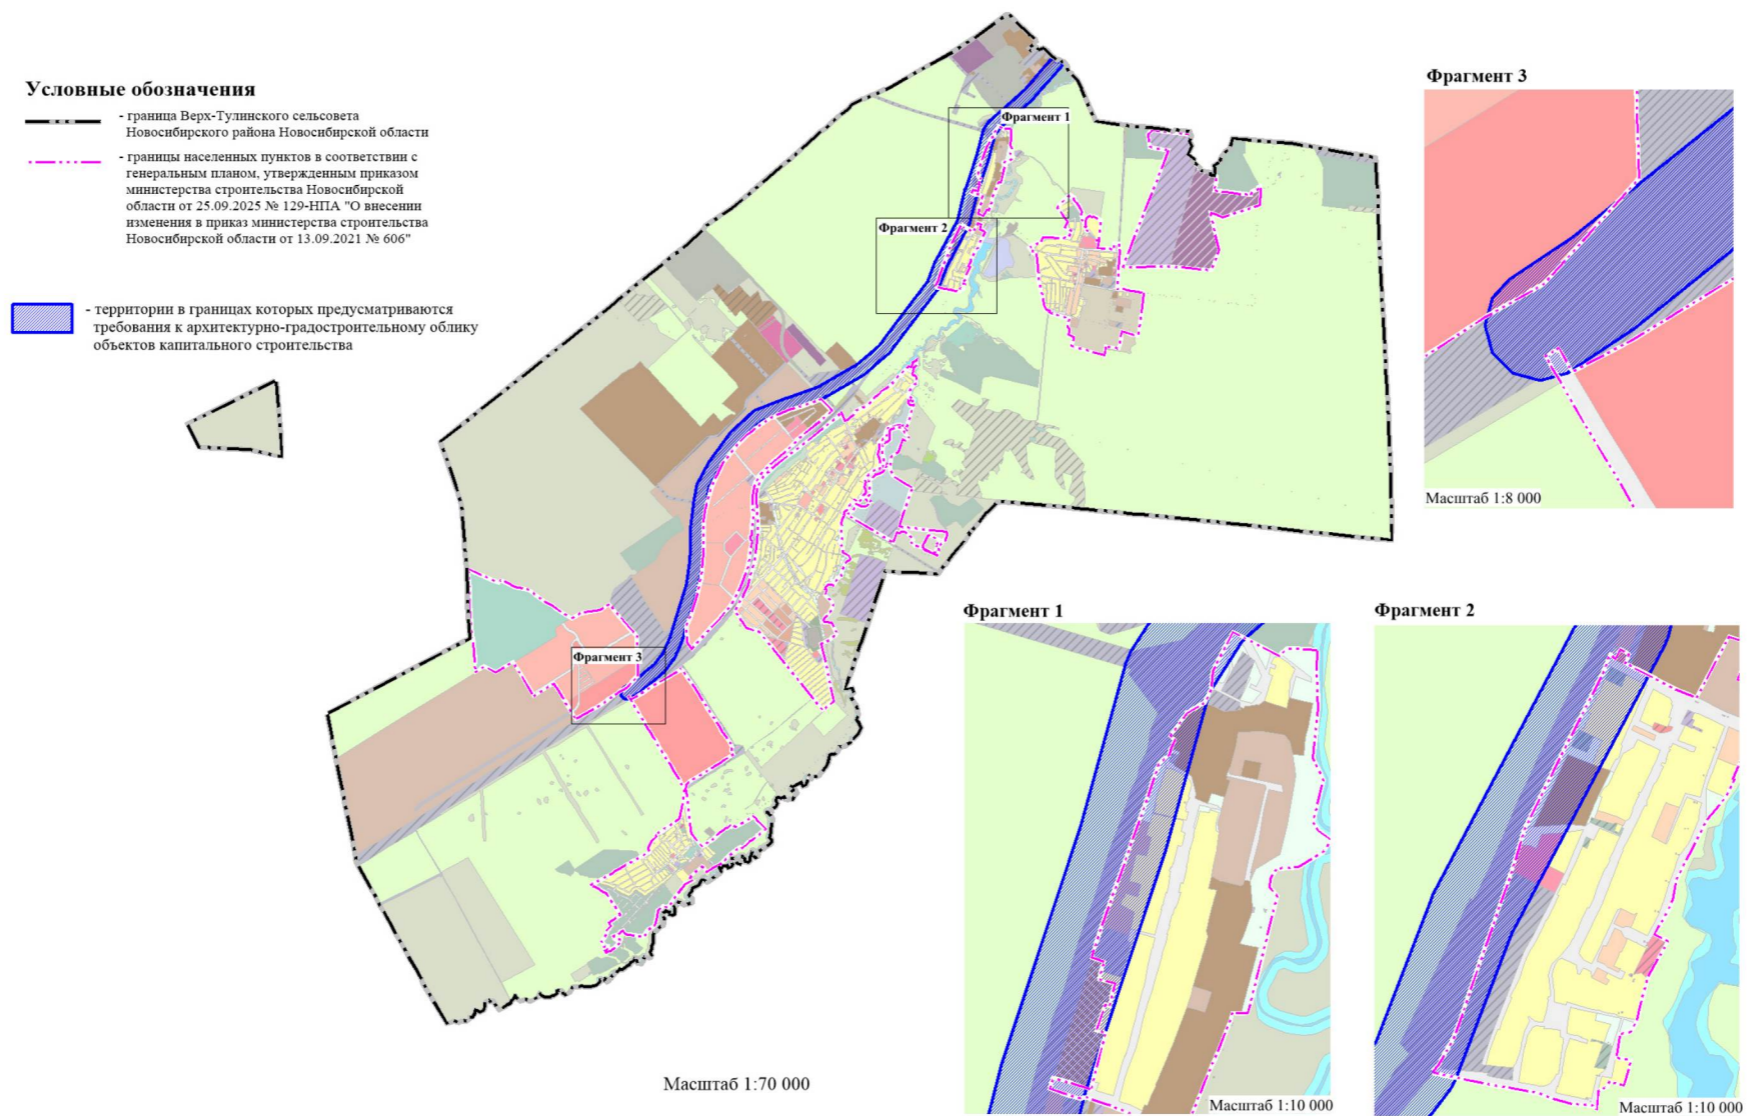 Условные обозначения
- граница Верх-Тулинского сельсовета
Новосибирского района Новосибирской области
- границы населенных пунктов в соответствии с
генеральным планом, утвержденным приказом
министерства строительства Новосибирской
области от 25.09.2025 № 129-НПА "О внесении
изменения в приказ министерства строительства
Новосибирской области от 13.09.2021 № 606"
- территории в границах которых предусматриваются
требования к архитектурно-градостроительному облику
объектов капитального строительства
Фрагмент 1
Фрагмент 2
Фрагмент 3
Масштаб 1:70 000
Фрагмент 3
Масштаб 1:8 000
Фрагмент 1
Масштаб 1:10 000
Фрагмент 2
Масштаб 1:10 000